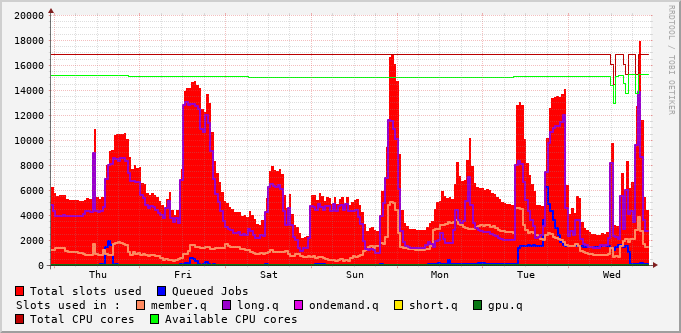 20000
18000
16000
14000
12000
10000
8000
6000
4000
2000
0
Thu Fri Sat Sun Mon Tue Wed
RRDTOOL / TOBI OETIKER
Total slots used Queued Jobs
Slots used in : member.q long.q ondemand.q short.q gpu.q
Total CPU cores Available CPU cores